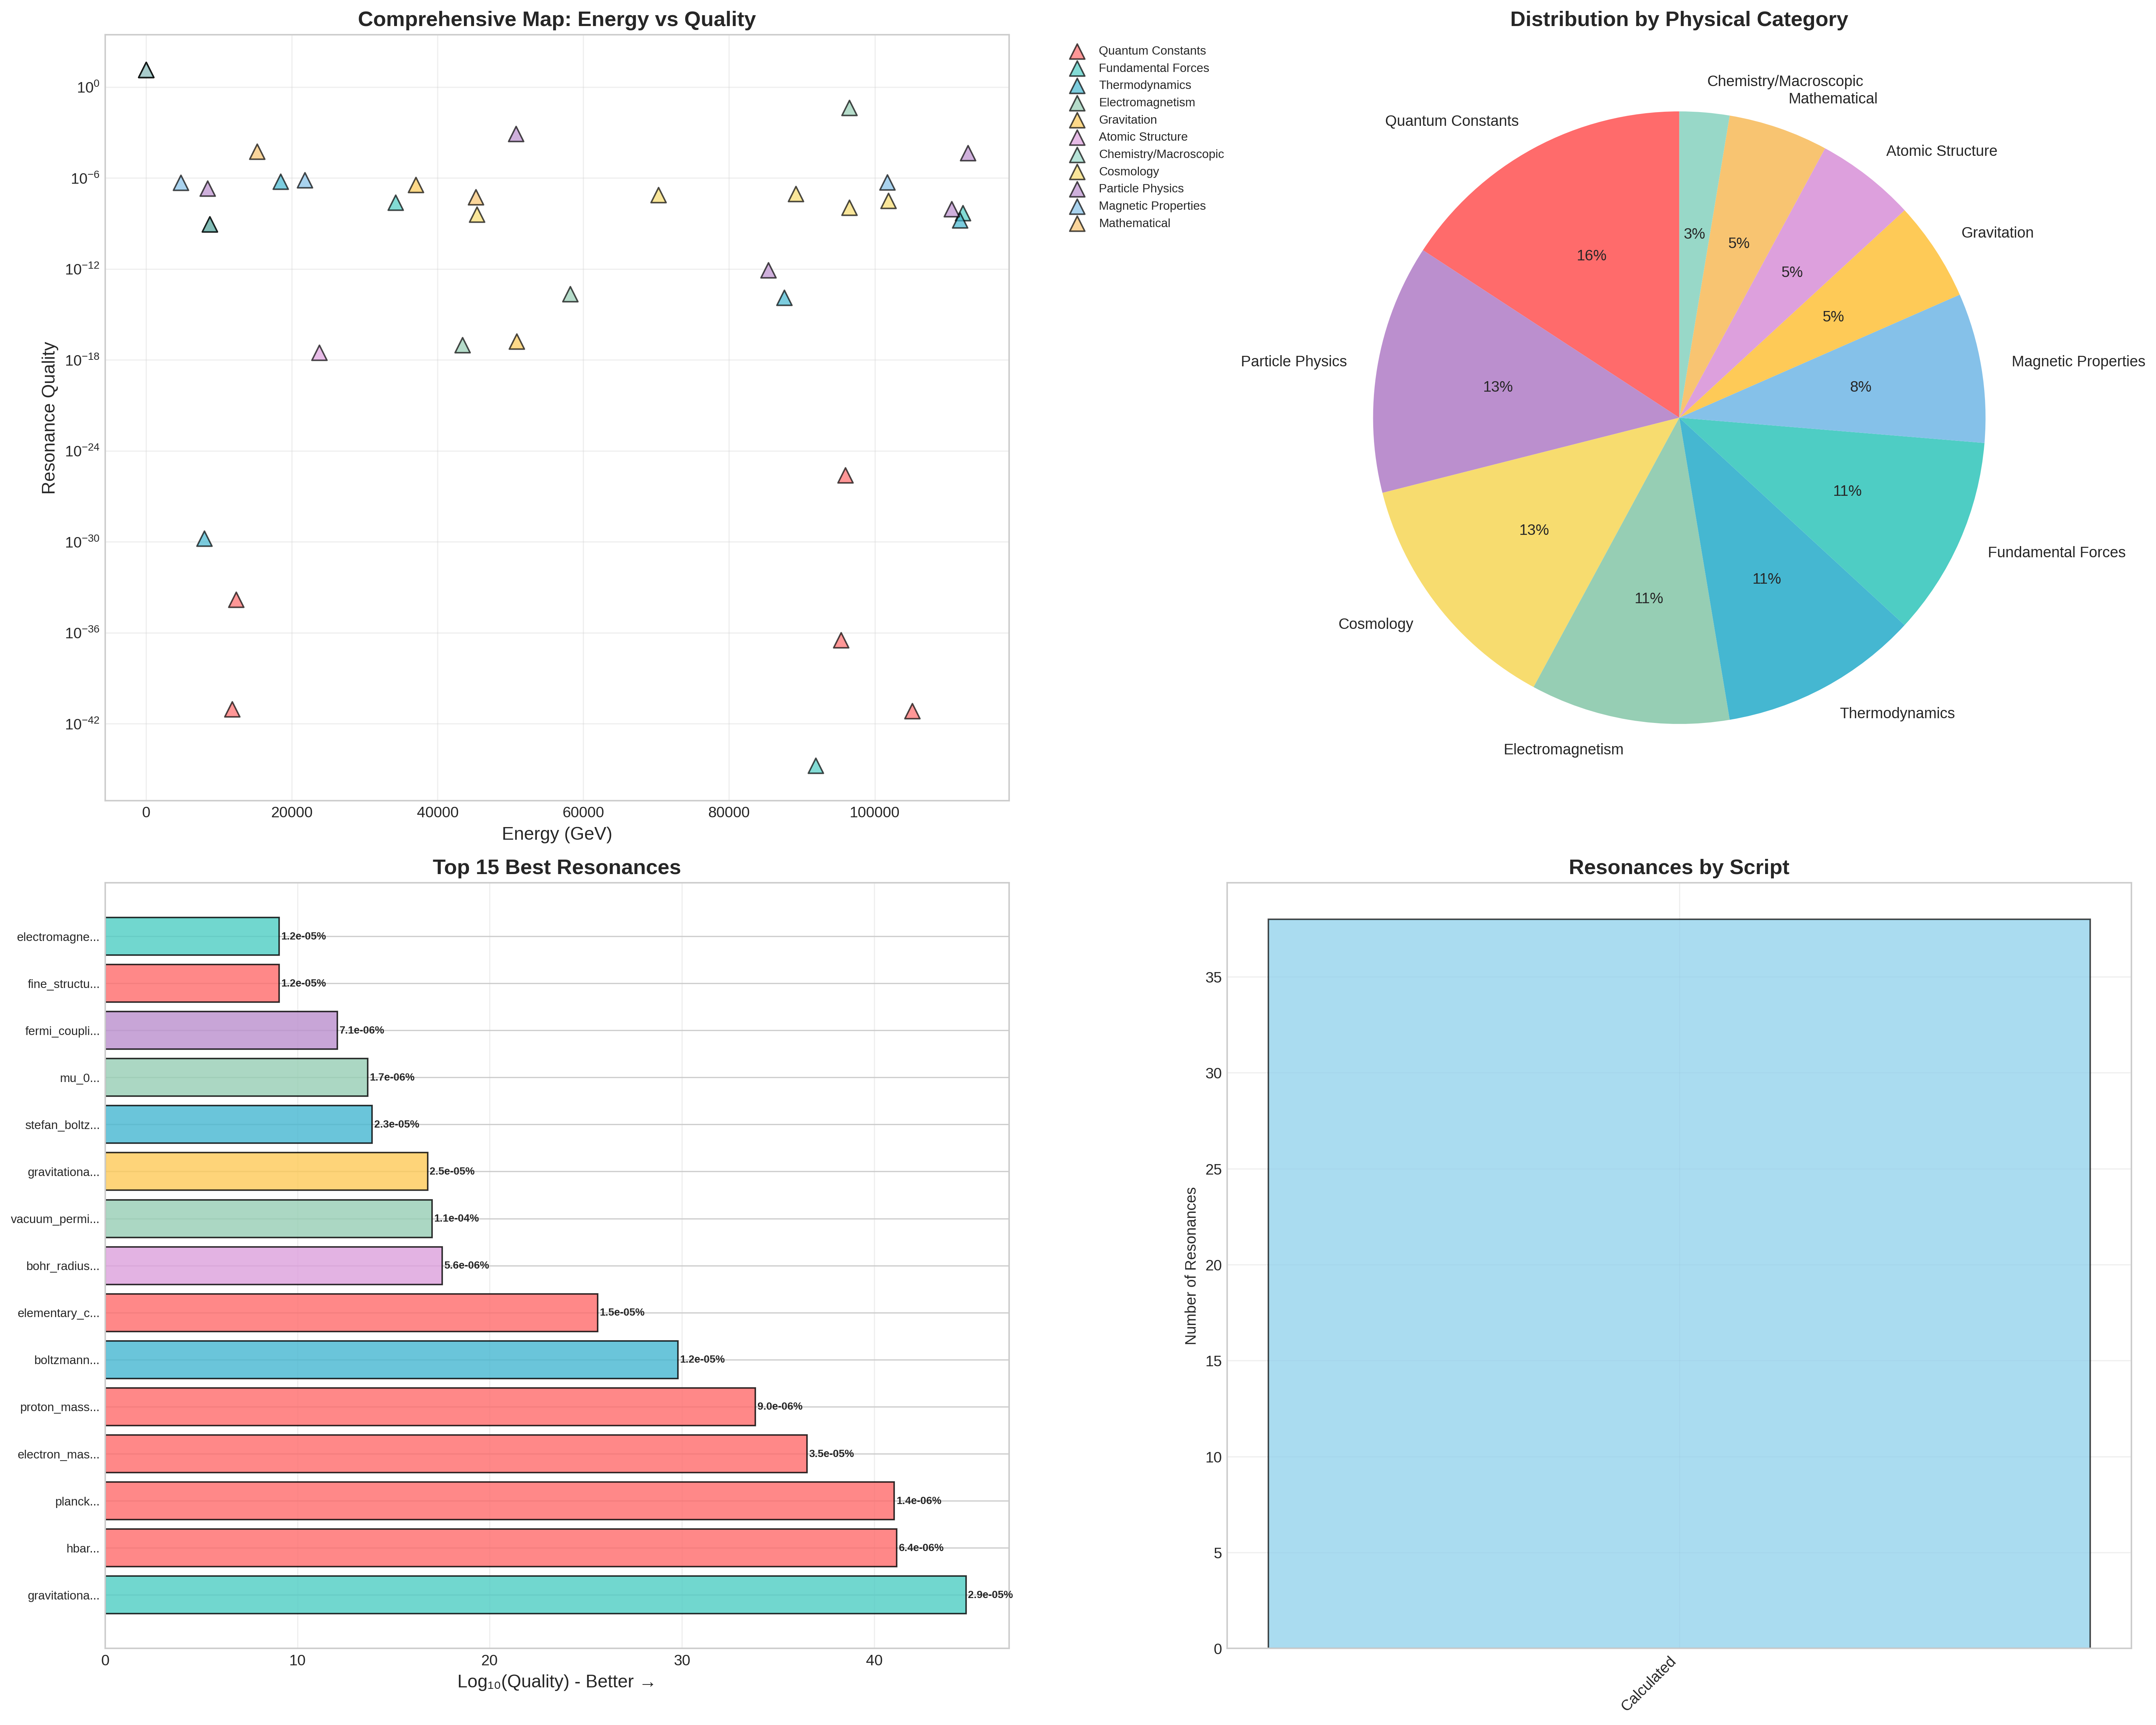 Comprehensive Map: Energy vs Quality
Resonance Quality
10⁰
10⁻⁶
10⁻¹²
10⁻¹⁸
10⁻²⁴
10⁻³⁰
10⁻³⁶
10⁻⁴²
0
20000
40000
60000
80000
100000
Energy (GeV)
Quantum Constants
Fundamental Forces
Thermodynamics
Electromagnetism
Gravitation
Atomic Structure
Chemistry/Macroscopic
Cosmology
Particle Physics
Magnetic Properties
Mathematical
Distribution by Physical Category
Chemistry/Macroscopic
Mathematical
Quantum Constants
Atomic Structure
Gravitation
Magnetic Properties
Particle Physics
Fundamental Forces
Cosmology
Thermodynamics
Electromagnetism
3%
5%
16%
5%
5%
13%
8%
11%
13%
11%
11%
Top 15 Best Resonances
electromagne... 1.2e-05%
fine_structu... 1.2e-05%
fermi_coupli... 7.1e-06%
mu_0... 1.7e-06%
stefan_boltz... 2.3e-05%
gravitationa... 2.5e-05%
vacuum_permi... 1.1e-04%
bohr_radius... 5.6e-06%
elementary_c... 1.5e-05%
boltzmann... 1.2e-05%
proton_mass... 9.0e-06%
electron_mas... 3.5e-05%
planck... 1.4e-06%
hbar... 6.4e-06%
gravitationa... 2.9e-05%
0
10
20
30
40
Log₁₀(Quality) - Better →
Resonances by Script
Number of Resonances
35
30
25
20
15
10
5
0
Calculated